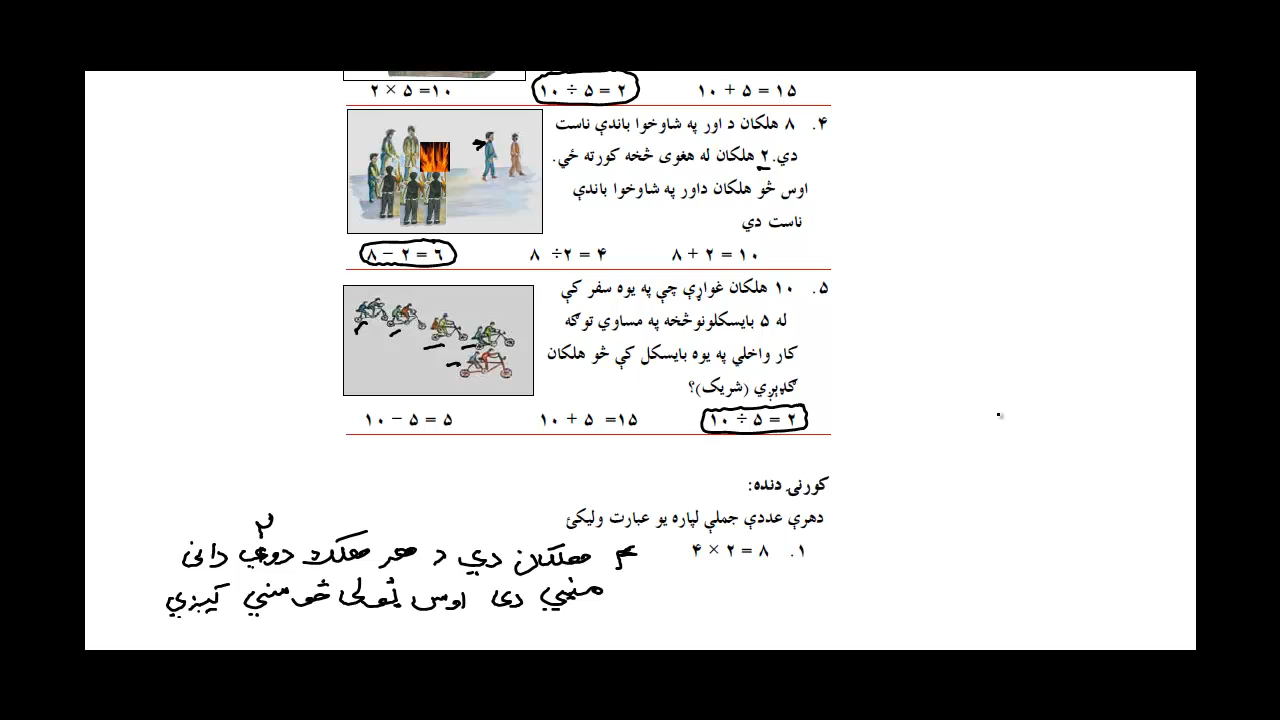 ۱۰ + ۵ = ۱۵ ۱۰ ÷ ۵ = ۲ ۲ × ۵ =۱۰
۴. ۸ هلکان د اور په شاوخوا باندې ناست
دي. ۲ هلکان له هغوی څخه کورته ځي.
اوس څو هلکان داور په شاوخوا باندې
ناست دي
۸ + ۲ = ۱۰ ۸ ÷۲ = ۴ ۸ − ۲ = ۶
۵. ۱۰ هلکان غواړي چې په یوه سفر کې
له ۵ بایسکلونوڅخه په مساوي توګه
کار واخلي په یوه بایسکل کې څو هلکان
ګډېږي (شریک)؟
۱۰ ÷ ۵ = ۲ ۱۰ + ۵ =۱۵ ۱۰ − ۵ = ۵
کورنۍ دنده:
دهرې عددې جملې لپاره یو عبارت ولیکئ
۱. ۴ × ۲ = ۸
۴ هلکان دي د هر هلک دوې دانی
۲
مڼې دی اوس ټولی څو مڼې کیږي